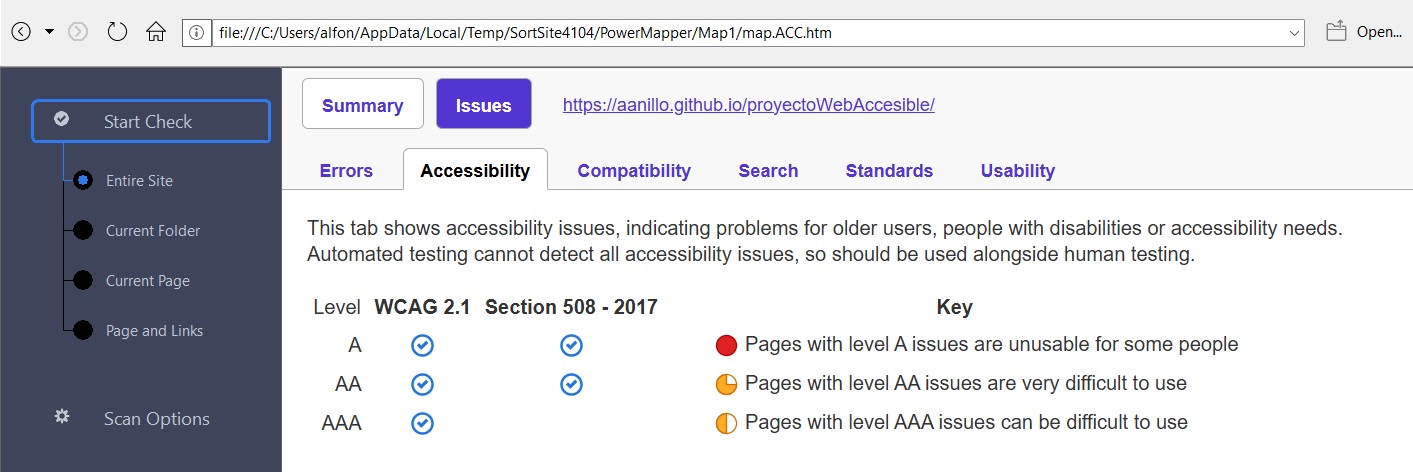 file:///C:/Users/alfon/AppData/Local/Temp/SortSite4104/PowerMapper/Map1/map.ACC.htm Open...
Start Check
Entire Site
Current Folder
Current Page
Page and Links
Scan Options
Summary Issues https://aanillo.github.io/proyectoWebAccesible/
Errors Accessibility Compatibility Search Standards Usability
This tab shows accessibility issues, indicating problems for older users, people with disabilities or accessibility needs.
Automated testing cannot detect all accessibility issues, so should be used alongside human testing.
Level WCAG 2.1 Section 508 - 2017 Key
A Pages with level A issues are unusable for some people
AA Pages with level AA issues are very difficult to use
AAA Pages with level AAA issues can be difficult to use